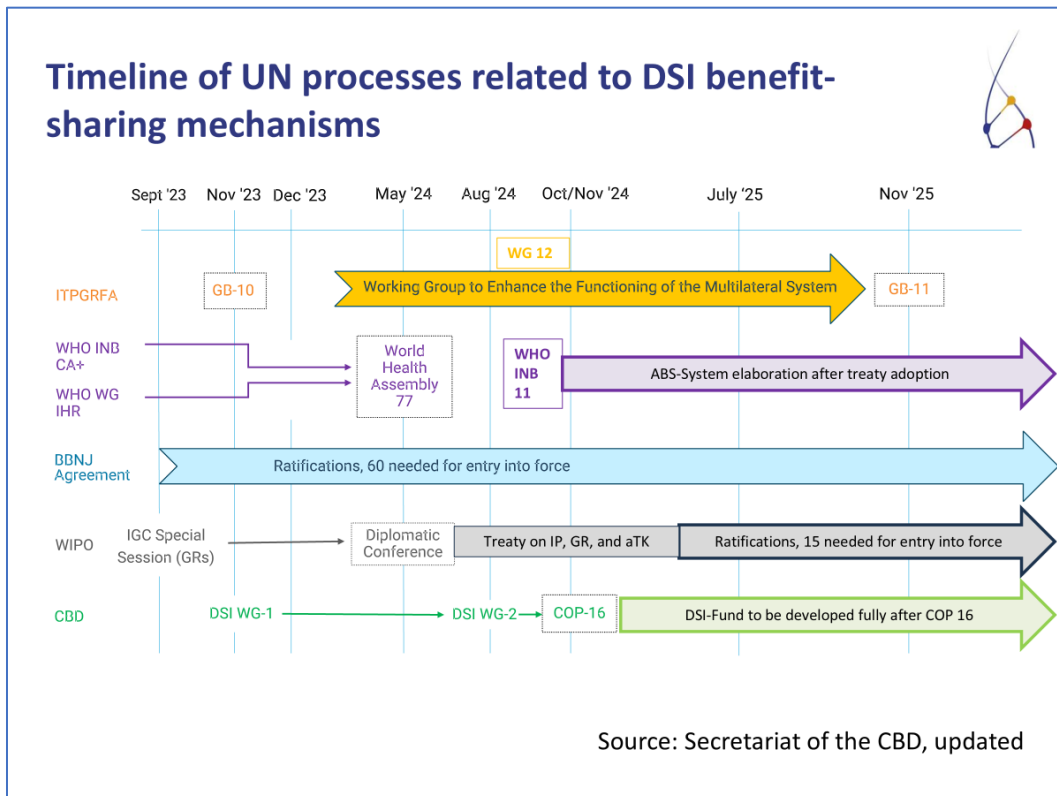 Timeline of UN processes related to DSI benefit-
sharing mechanisms
Sept '23
Nov '23
Dec '23
May '24
Aug '24
Oct/Nov '24
July '25
Nov '25
WG 12
ITPGRFA
GB-10
Working Group to Enhance the Functioning of the Multilateral System
GB-11
WHO INB
CA+
WHO WG
IHR
World
Health
Assembly
77
WHO
INB
11
ABS-System elaboration after treaty adoption
BBNJ
Agreement
Ratifications, 60 needed for entry into force
WIPO
IGC Special
Session (GRs)
Diplomatic
Conference
Treaty on IP, GR, and aTK
Ratifications, 15 needed for entry into force
CBD
DSI WG-1
DSI WG-2
COP-16
DSI-Fund to be developed fully after COP 16
Source: Secretariat of the CBD, updated